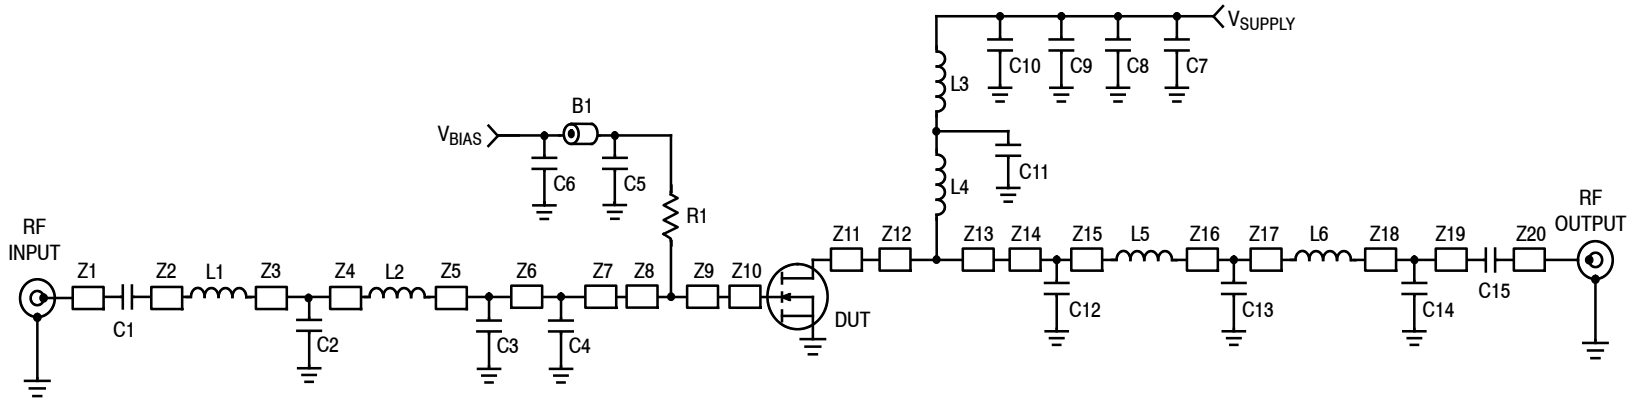 VSUPPLY
C10 C9 C8 C7
L3
B1
VBIAS
C6 C5
C11
L4
R1
RF
INPUT
RF
OUTPUT
Z11 Z12 Z13 Z14 Z15 L5 Z16 Z17 L6 Z18 Z19 Z20
Z1 Z2 L1 Z3 Z4 L2 Z5 Z6 Z7 Z8 Z9 Z10
C15
C12 C13 C14
DUT
C1
C2 C3 C4